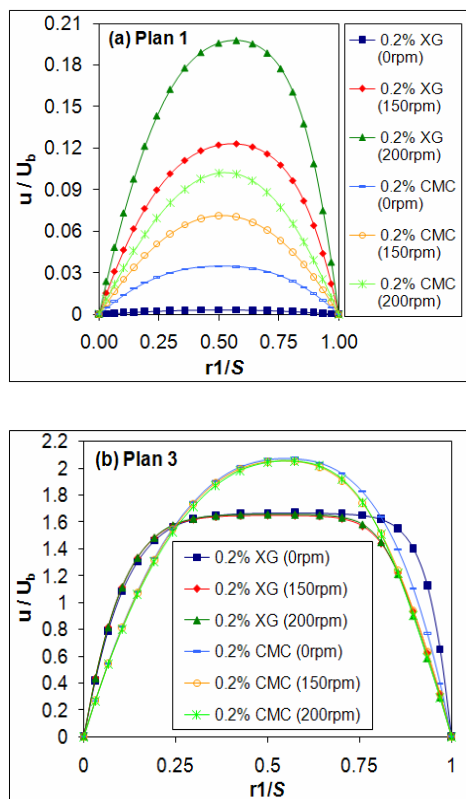 (a) Plan 1
u / Ub
0.21
0.18
0.15
0.12
0.09
0.06
0.03
0
0.00 0.25 0.50 0.75 1.00
r1/S
0.2% XG
(0rpm)
0.2% XG
(150rpm)
0.2% XG
(200rpm)
0.2% CMC
(0rpm)
0.2% CMC
(150rpm)
0.2% CMC
(200rpm)
(b) Plan 3
u / Ub
2.2
2
1.8
1.6
1.4
1.2
1
0.8
0.6
0.4
0.2
0
0.2% XG (0rpm)
0.2% XG (150rpm)
0.2% XG (200rpm)
0.2% CMC (0rpm)
0.2% CMC (150rpm)
0.2% CMC (200rpm)
0 0.25 0.50 0.75 1
r1/S